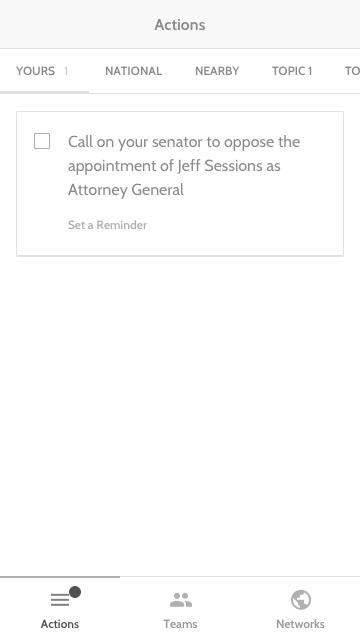 Actions
YOURS 1 NATIONAL NEARBY TOPIC 1 TO
Call on your senator to oppose the
appointment of Jeff Sessions as
Attorney General
Set a Reminder
Actions Teams Networks